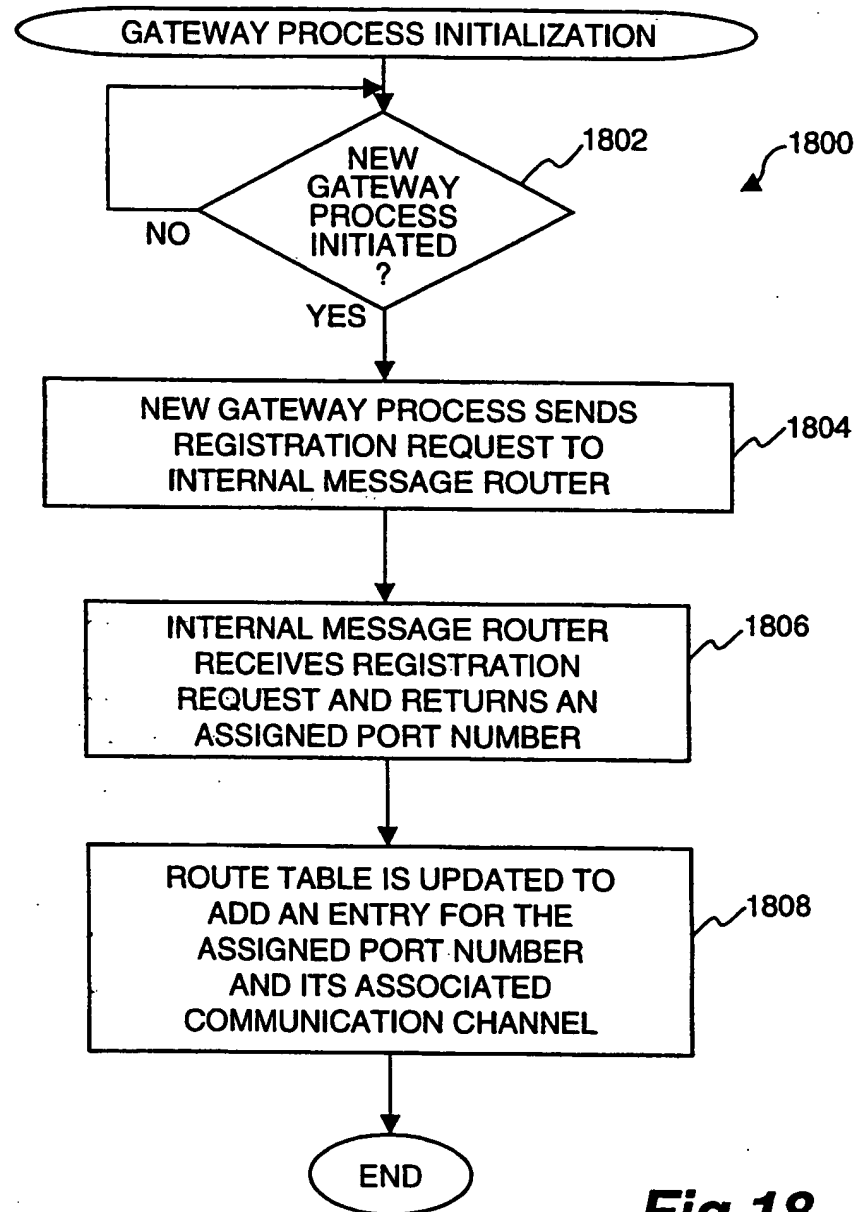 GATEWAY PROCESS INITIALIZATION
1802
1800
NEW
GATEWAY
PROCESS
INITIATED
?
NO
YES
NEW GATEWAY PROCESS SENDS
REGISTRATION REQUEST TO
INTERNAL MESSAGE ROUTER
1804
INTERNAL MESSAGE ROUTER
RECEIVES REGISTRATION
REQUEST AND RETURNS AN
ASSIGNED PORT NUMBER
1806
ROUTE TABLE IS UPDATED TO
ADD AN ENTRY FOR THE
ASSIGNED PORT NUMBER
AND ITS ASSOCIATED
COMMUNICATION CHANNEL
1808
END
Fig 18